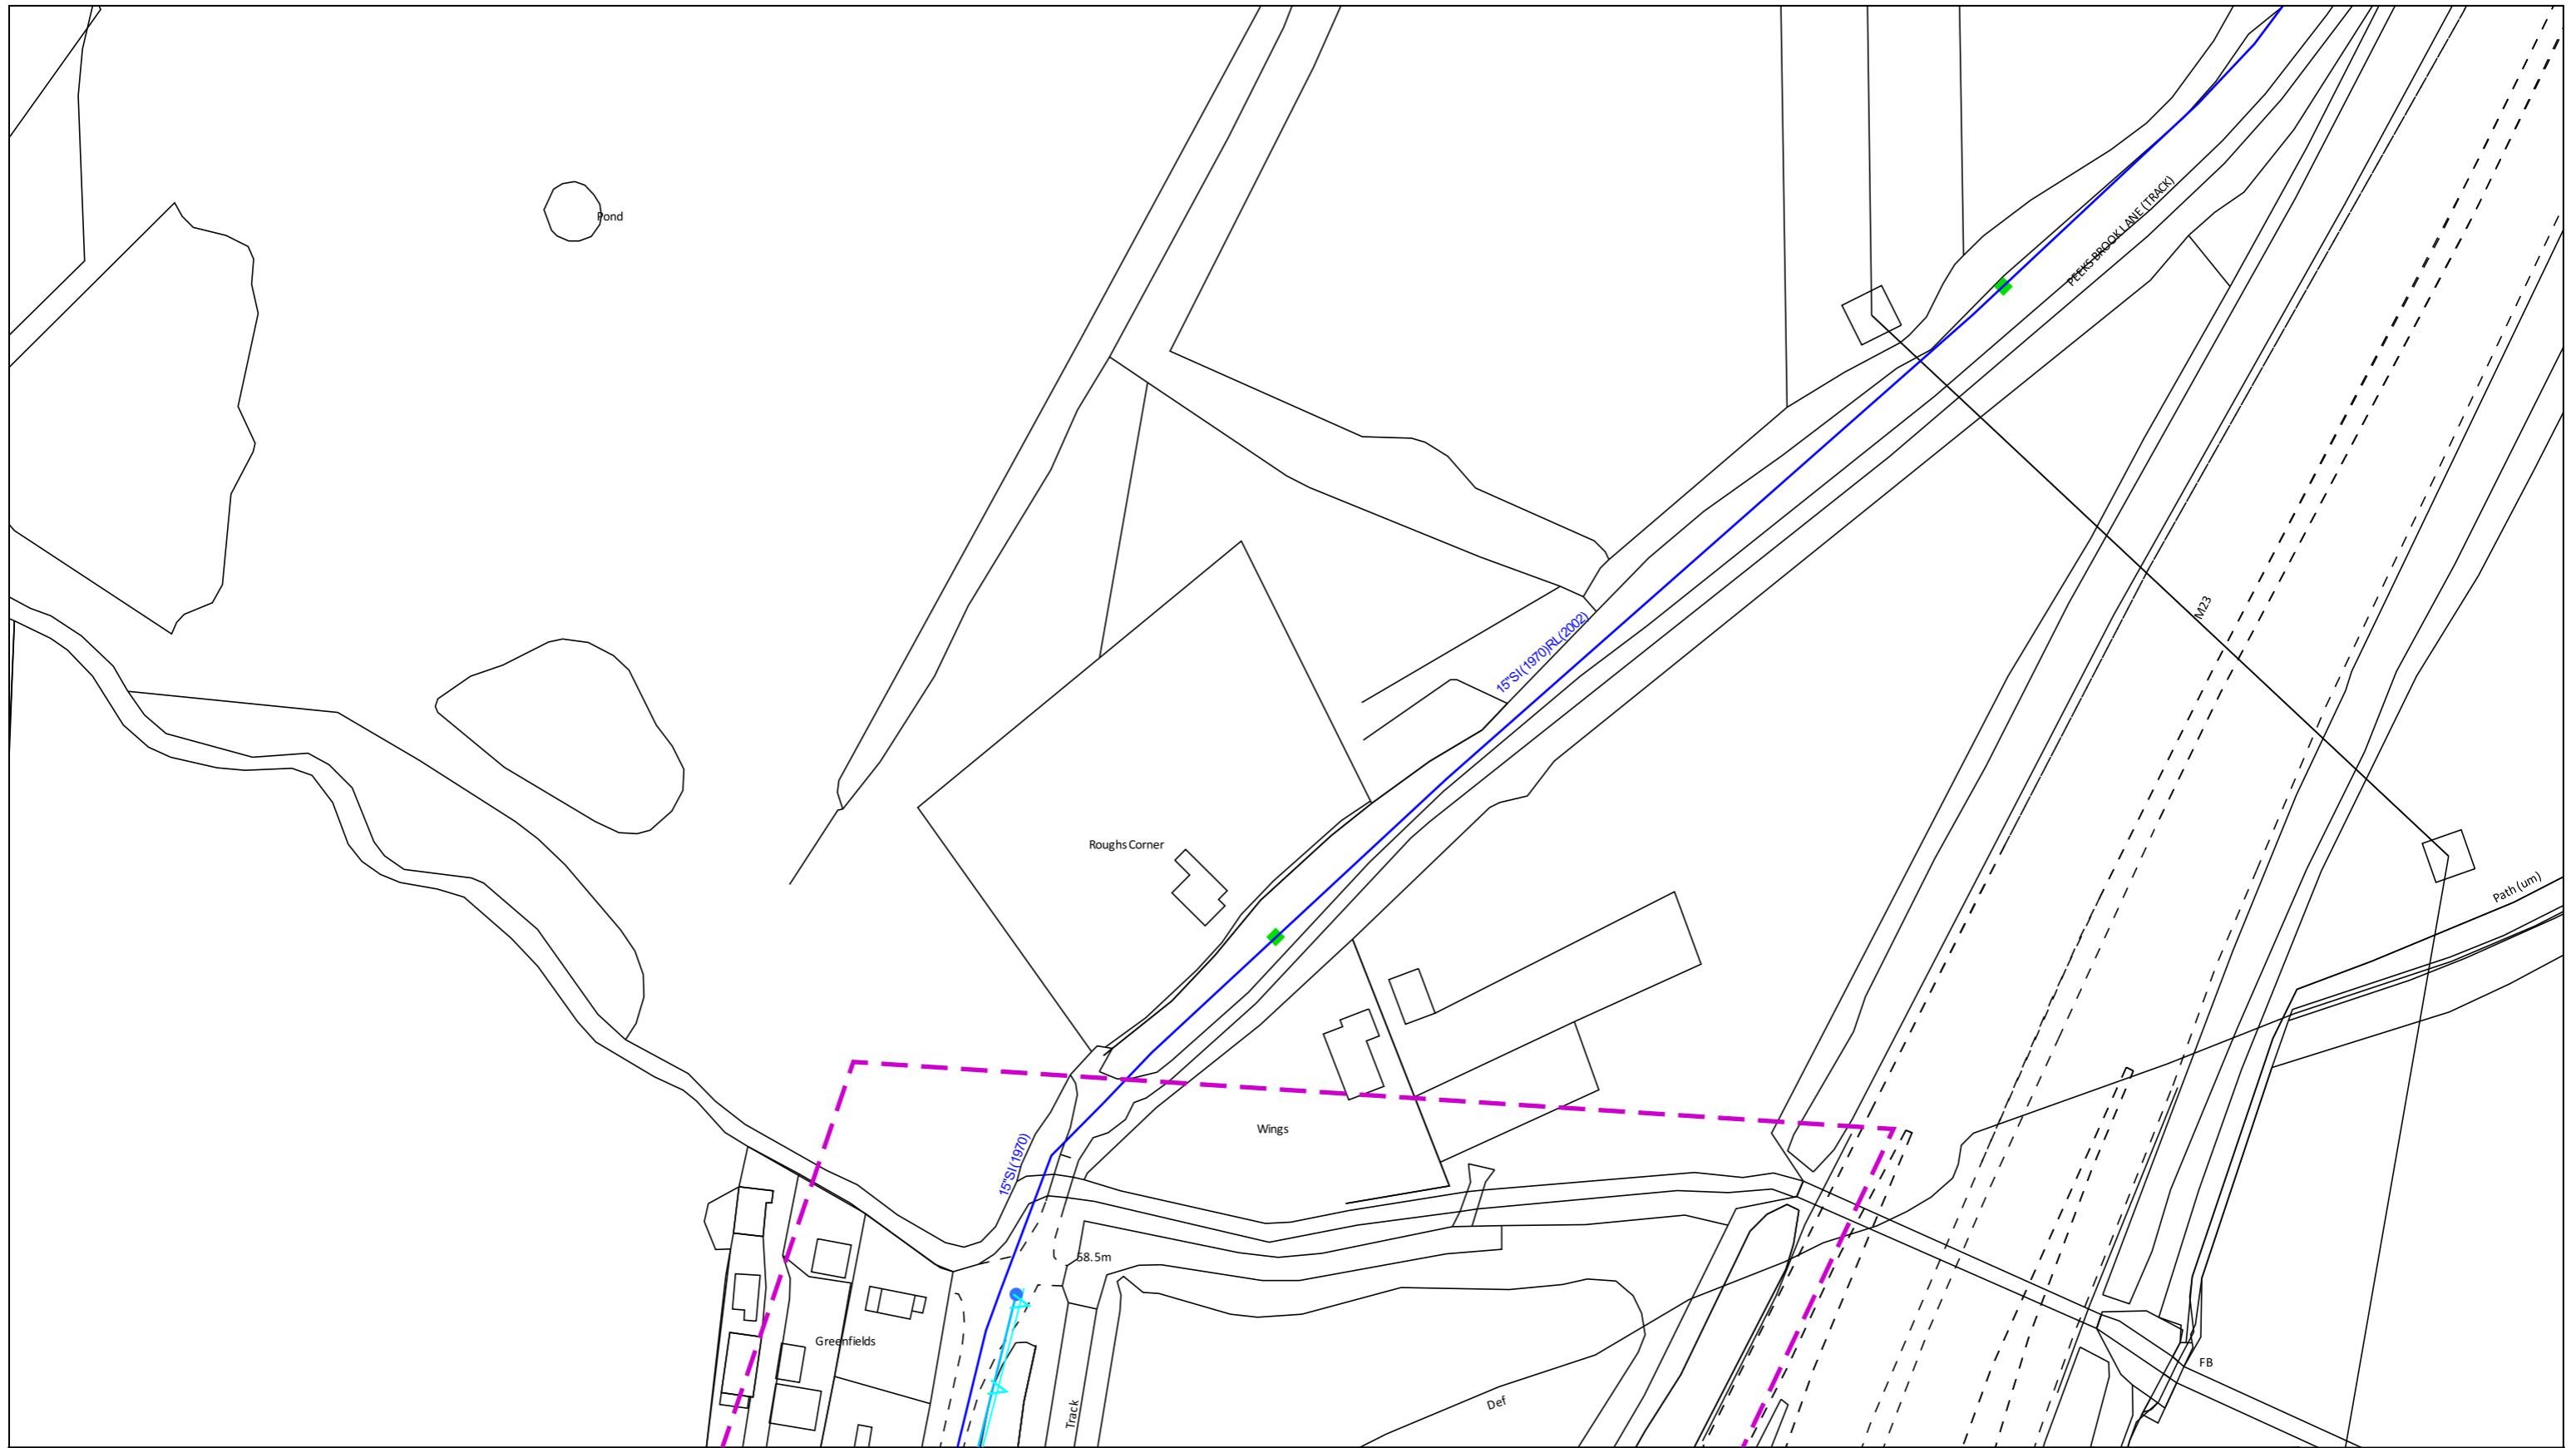 Pond
PEEKS BROOK LANE (TRACK)
M23
15"SI(1970)RL(2002)
Roughs Corner
Path (um)
Wings
15"SI(1970)
58.5m
Greenfields
FB
Def
Track